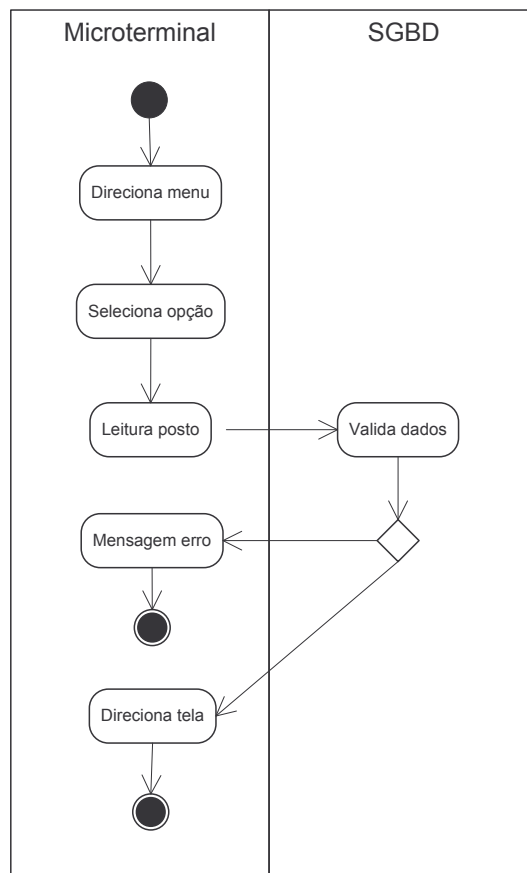 Microterminal
SGBD
Direciona menu
Seleciona opção
Leitura posto
Valida dados
Mensagem erro
Direciona tela